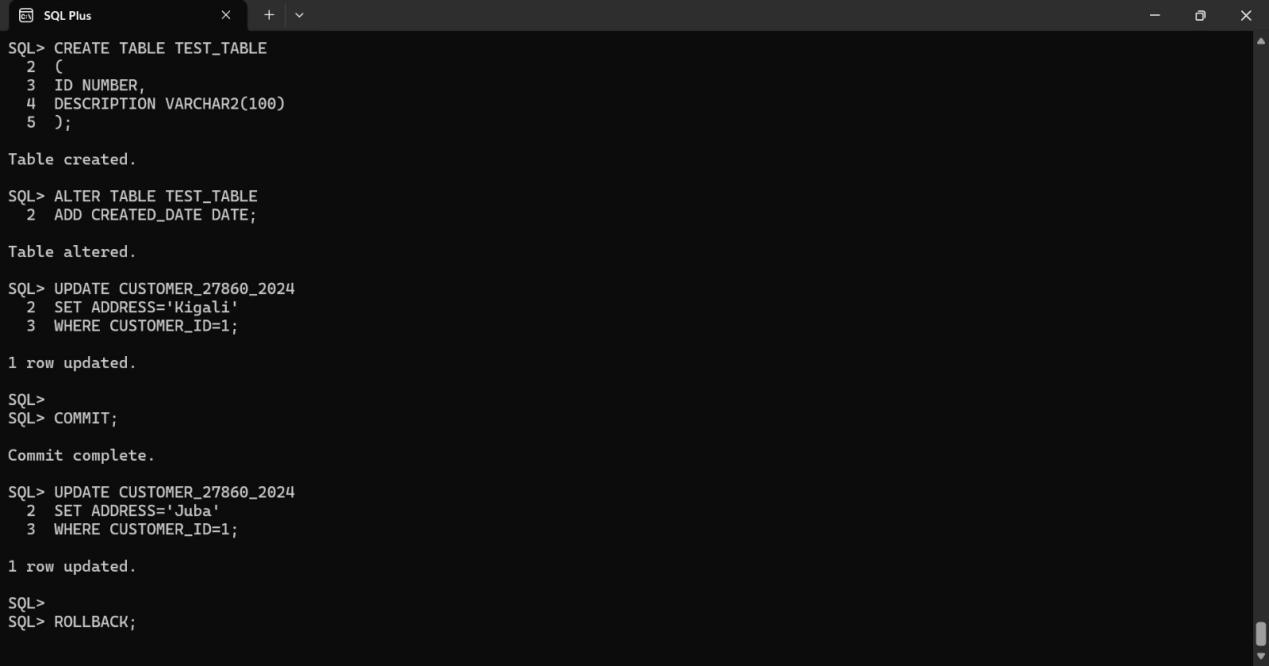 SQL Plus
SQL> CREATE TABLE TEST_TABLE
  2  (
  3  ID NUMBER,
  4  DESCRIPTION VARCHAR2(100)
  5  );
Table created.
SQL> ALTER TABLE TEST_TABLE
  2  ADD CREATED_DATE DATE;
Table altered.
SQL> UPDATE CUSTOMER_27860_2024
  2  SET ADDRESS='Kigali'
  3  WHERE CUSTOMER_ID=1;
1 row updated.
SQL>
SQL> COMMIT;
Commit complete.
SQL> UPDATE CUSTOMER_27860_2024
  2  SET ADDRESS='Juba'
  3  WHERE CUSTOMER_ID=1;
1 row updated.
SQL>
SQL> ROLLBACK;